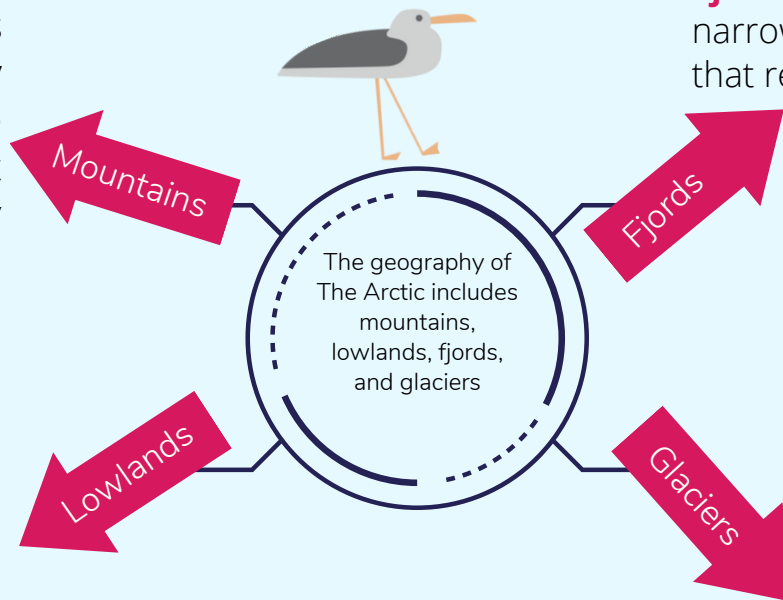 narrow
that re
Mountains
Fjords
The geography of
The Arctic includes
mountains,
lowlands, fjords,
and glaciers
Lowlands
Glaciers